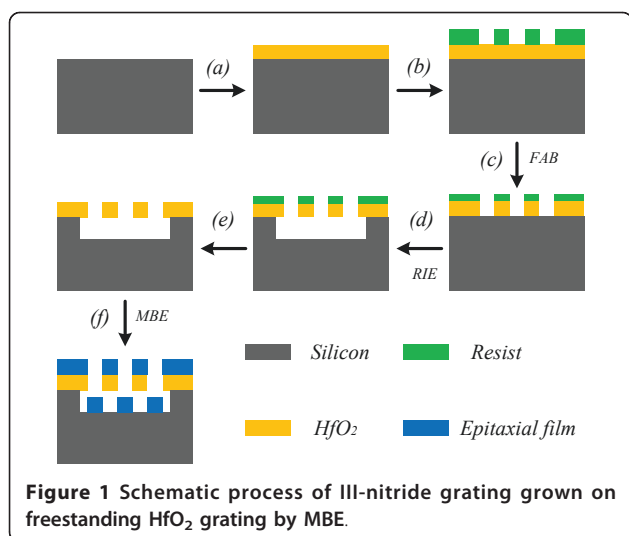 (a)
(b)
(c) FAB
(d)
RIE
(e)
(f) MBE
Silicon
Resist
HfO₂
Epitaxial film
Figure 1 Schematic process of III-nitride grating grown on
freestanding HfO₂ grating by MBE.